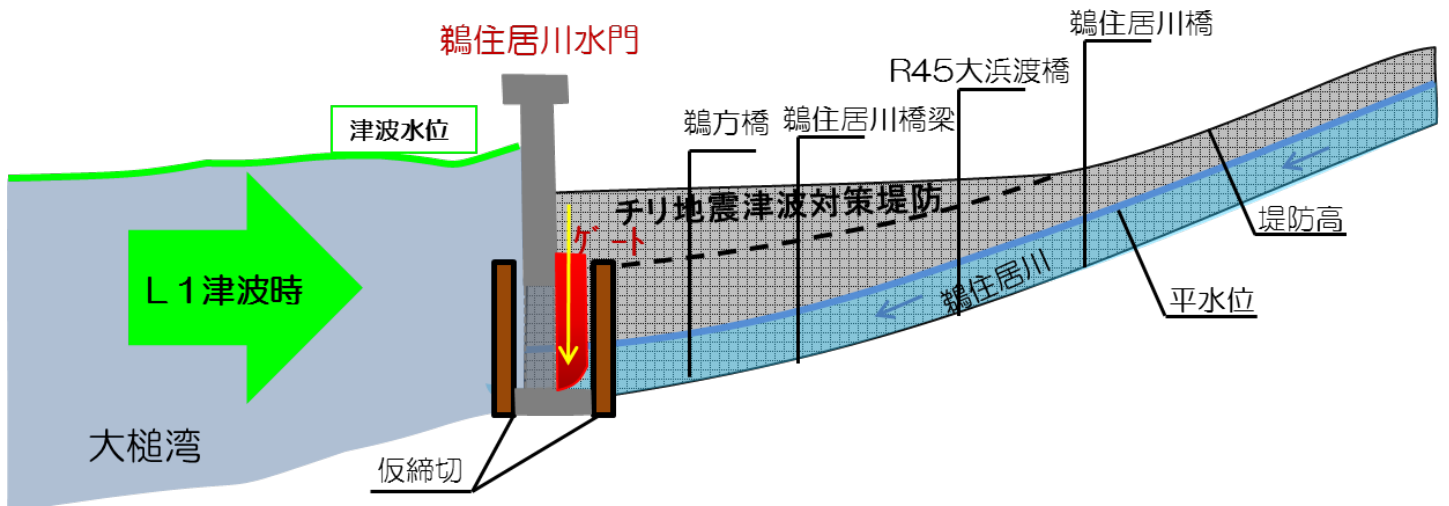 鵜住居川水門
鵜住居川橋
R45大浜渡橋
津波水位
鵜方橋
鵜住居川橋梁
チリ地震津波対策堤防
ゲート
堤防高
L1津波時
鵜住居川
平水位
大槌湾
仮締切